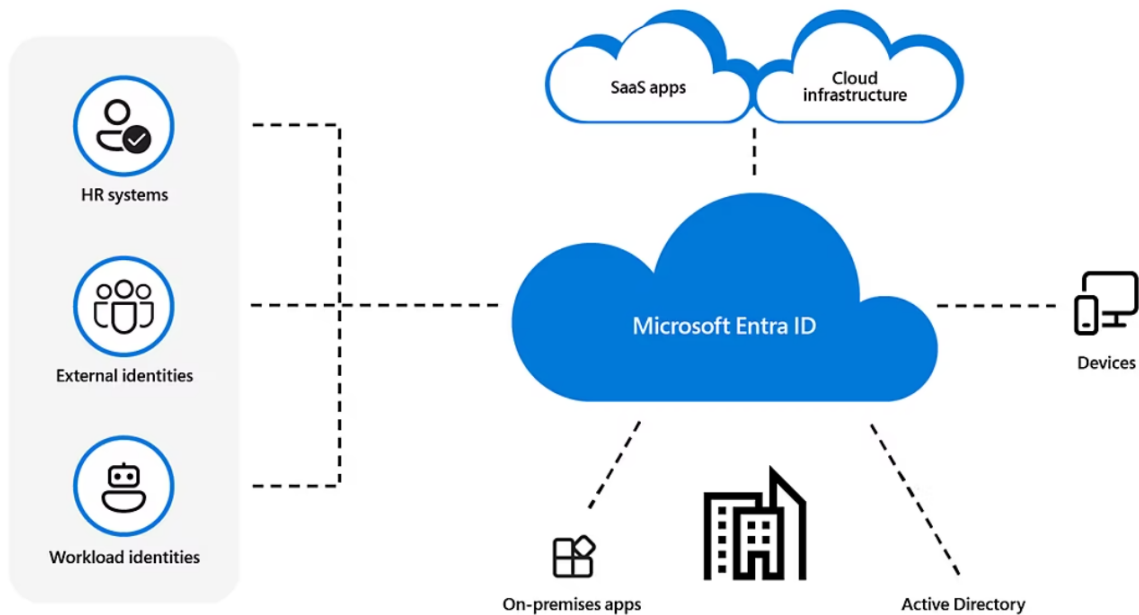 SaaS apps
Cloud
infrastructure
HR systems
External identities
Workload identities
Microsoft Entra ID
Devices
On-premises apps
Active Directory